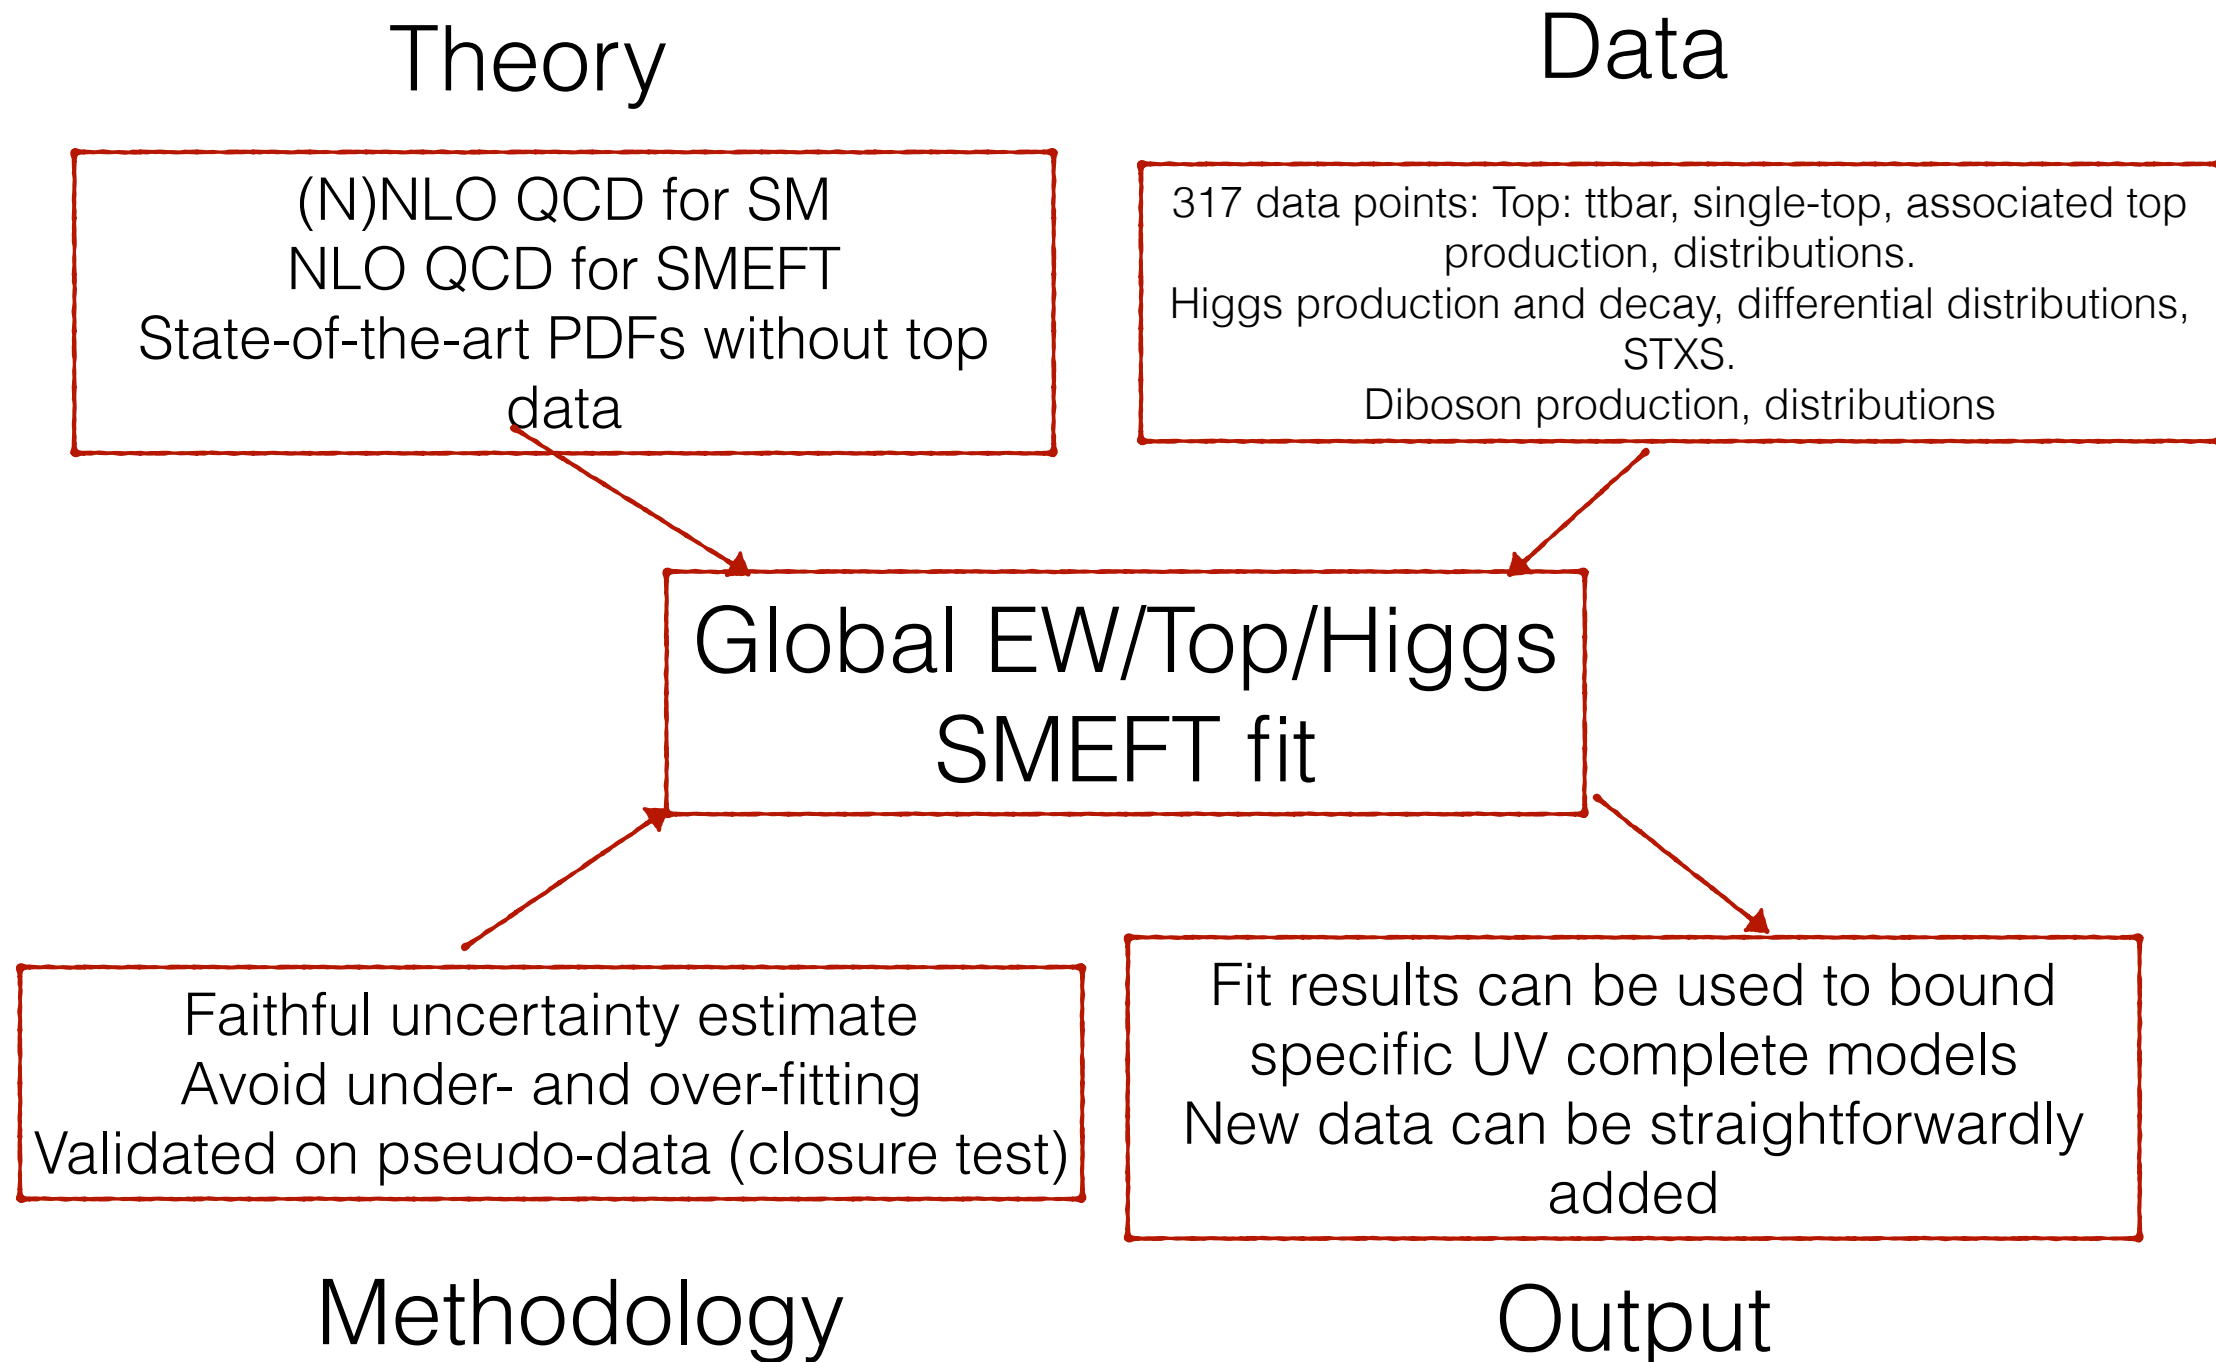 Theory
(N)NLO QCD for SM
NLO QCD for SMEFT
State-of-the-art PDFs without top
data
Data
317 data points: Top: ttbar, single-top, associated top
production, distributions.
Higgs production and decay, differential distributions,
STXS.
Diboson production, distributions
Global EW/Top/Higgs
SMEFT fit
Faithful uncertainty estimate
Avoid under- and over-fitting
Validated on pseudo-data (closure test)
Methodology
Fit results can be used to bound
specific UV complete models
New data can be straightforwardly
added
Output